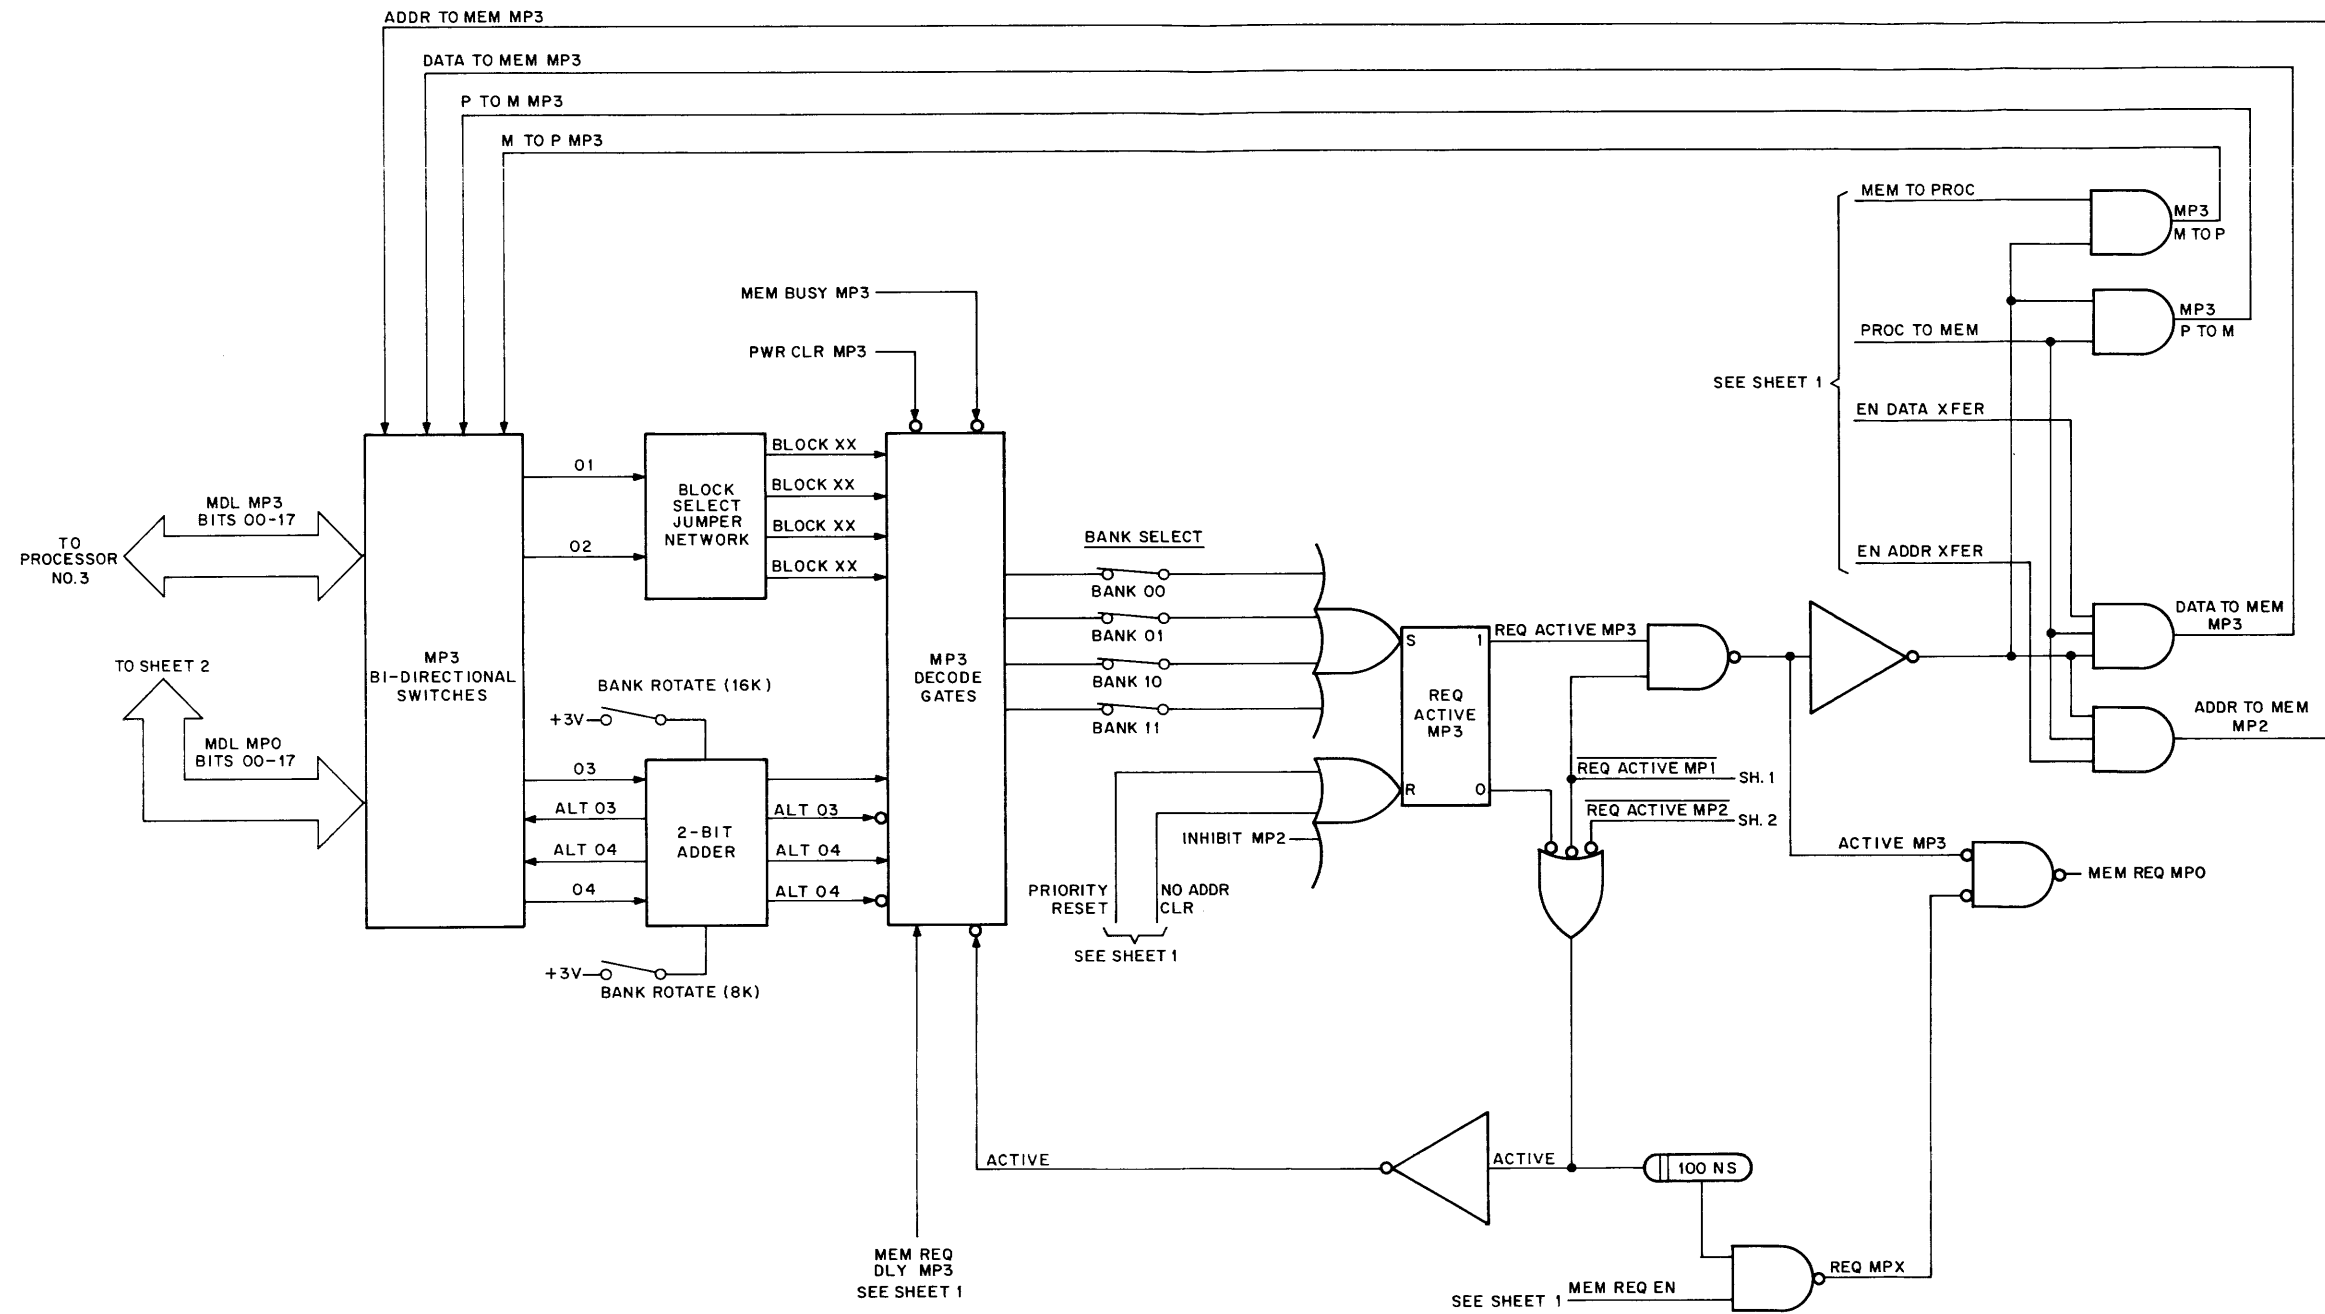 ADDR TO MEM MP3
DATA TO MEM MP3
P TO M MP3
M TO P MP3
MEM TO PROC
MP3
M TO P
MEM BUSY MP3
MP3
P TO M
PROC TO MEM
PWR CLR MP3
SEE SHEET 1
EN DATA XFER
BLOCK XX
01
BLOCK
SELECT
JUMPER
NETWORK
BLOCK XX
MDL MP3
BITS 00-17
BLOCK XX
TO
PROCESSOR
NO.3
02
BLOCK XX
BANK SELECT
EN ADDR XFER
BANK 00
DATA TO MEM
MP3
BANK 01
REQ ACTIVE MP3
S
1
TO SHEET 2
MP3
BI-DIRECTIONAL
SWITCHES
MP3
DECODE
GATES
BANK 10
BANK ROTATE (16K)
REQ
ACTIVE
MP3
+3V
BANK 11
ADDR TO MEM
MP2
MDL MPO
BITS 00-17
03
REQ ACTIVE MP1
SH. 1
R
0
ALT 03
ALT 03
REQ ACTIVE MP2
SH. 2
2-BIT
ADDER
INHIBIT MP2
ALT 04
ALT 04
ACTIVE MP3
MEM REQ MPO
04
ALT 04
PRIORITY
RESET
NO ADDR
CLR
SEE SHEET 1
+3V
BANK ROTATE (8K)
ACTIVE
ACTIVE
100 NS
MEM REQ
DLY MP3
SEE SHEET 1
REQ MPX
MEM REQ EN
SEE SHEET 1